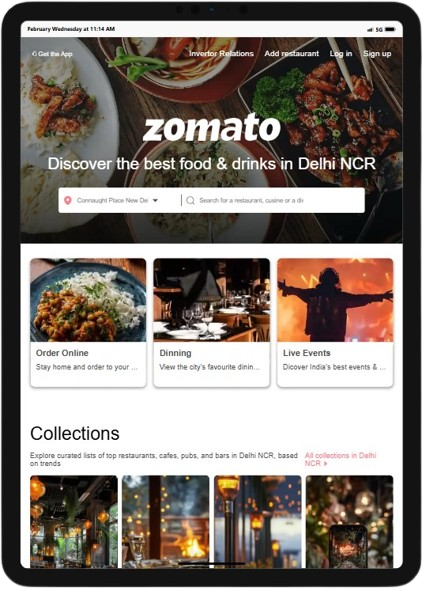 February Wednesday at 11:14 AM
5G
Get the App
Invertor Relations
Add restaurant
Log in
Sign up
zomato
Discover the best food & drinks in Delhi NCR
Connaught Place New De
Search for a restaurant, cusine or a dis
Order Online
Stay home and order to your ...
Dinning
View the city's favourite dinin...
Live Events
Dicover India's best events & ...
Collections
Explore curated lists of top restaurants, cafes, pubs, and bars in Delhi NCR, based
on trends
All collections in Delhi
NCR